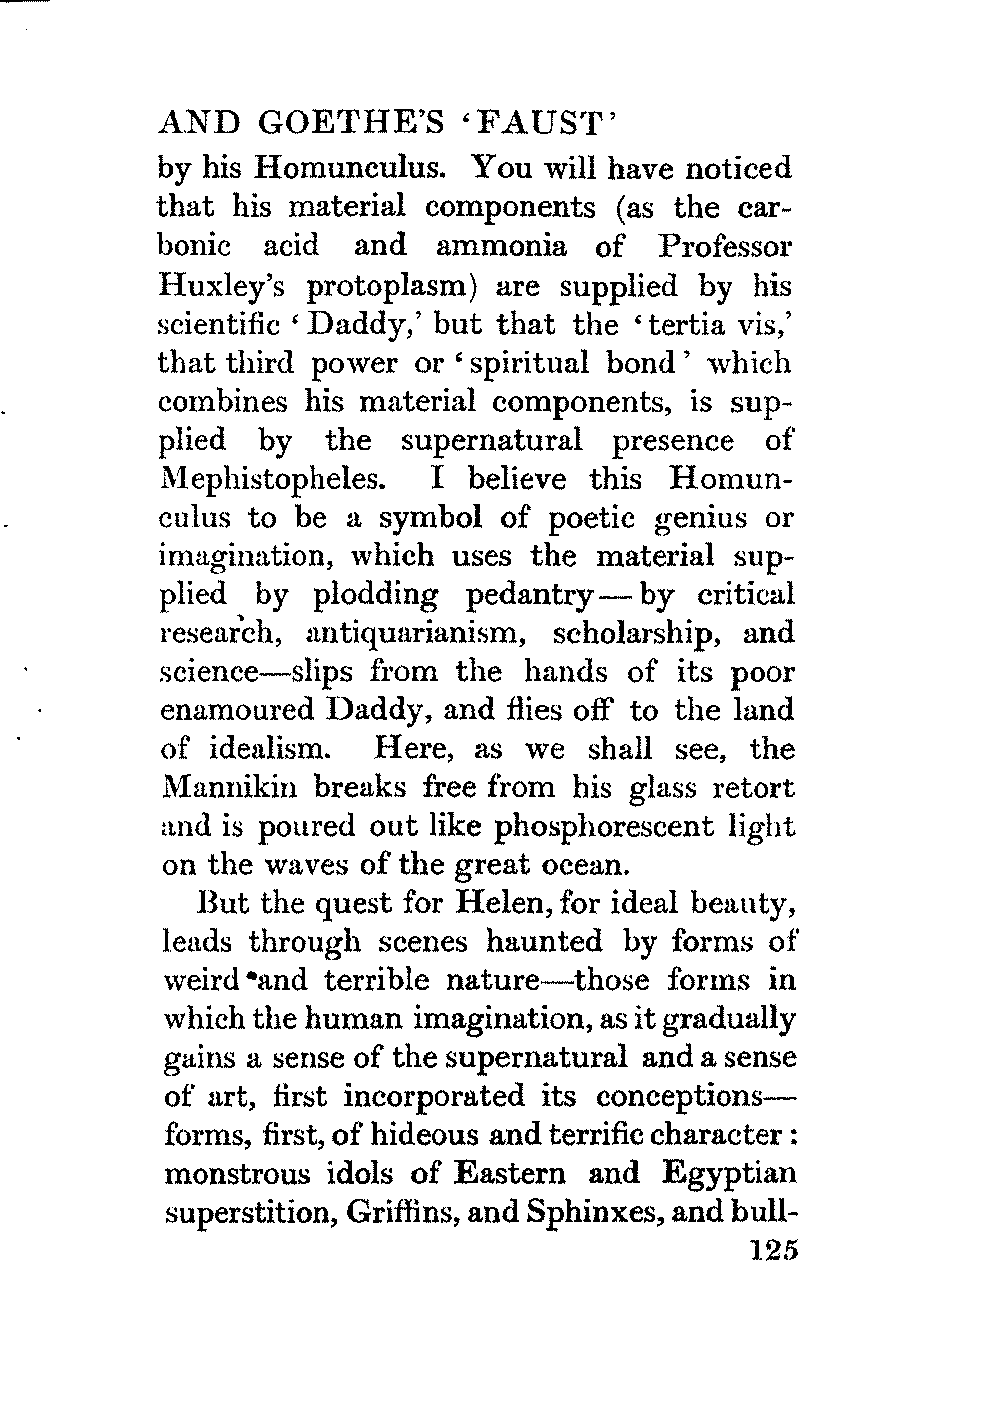 AND GOETHE'S ‘FAUST’
by his Homunculus. You will have noticed
that his material components (as the car-
bonic acid and ammonia of Professor
Huxley's protoplasm) are supplied by his
scientific ‘Daddy,’ but that the ‘tertia vis,’
that third power or ‘spiritual bond’ which
combines his material components, is sup-
plied by the supernatural presence of
Mephistopheles. I believe this Homun-
culus to be a symbol of poetic genius or
imagination, which uses the material sup-
plied by plodding pedantry—by critical
research, antiquarianism, scholarship, and
science—slips from the hands of its poor
enamoured Daddy, and flies off to the land
of idealism. Here, as we shall see, the
Mannikin breaks free from his glass retort
and is poured out like phosphorescent light
on the waves of the great ocean.
But the quest for Helen, for ideal beauty,
leads through scenes haunted by forms of
weird and terrible nature—those forms in
which the human imagination, as it gradually
gains a sense of the supernatural and a sense
of art, first incorporated its conceptions—
forms, first, of hideous and terrific character:
monstrous idols of Eastern and Egyptian
superstition, Griffins, and Sphinxes, and bull-
125